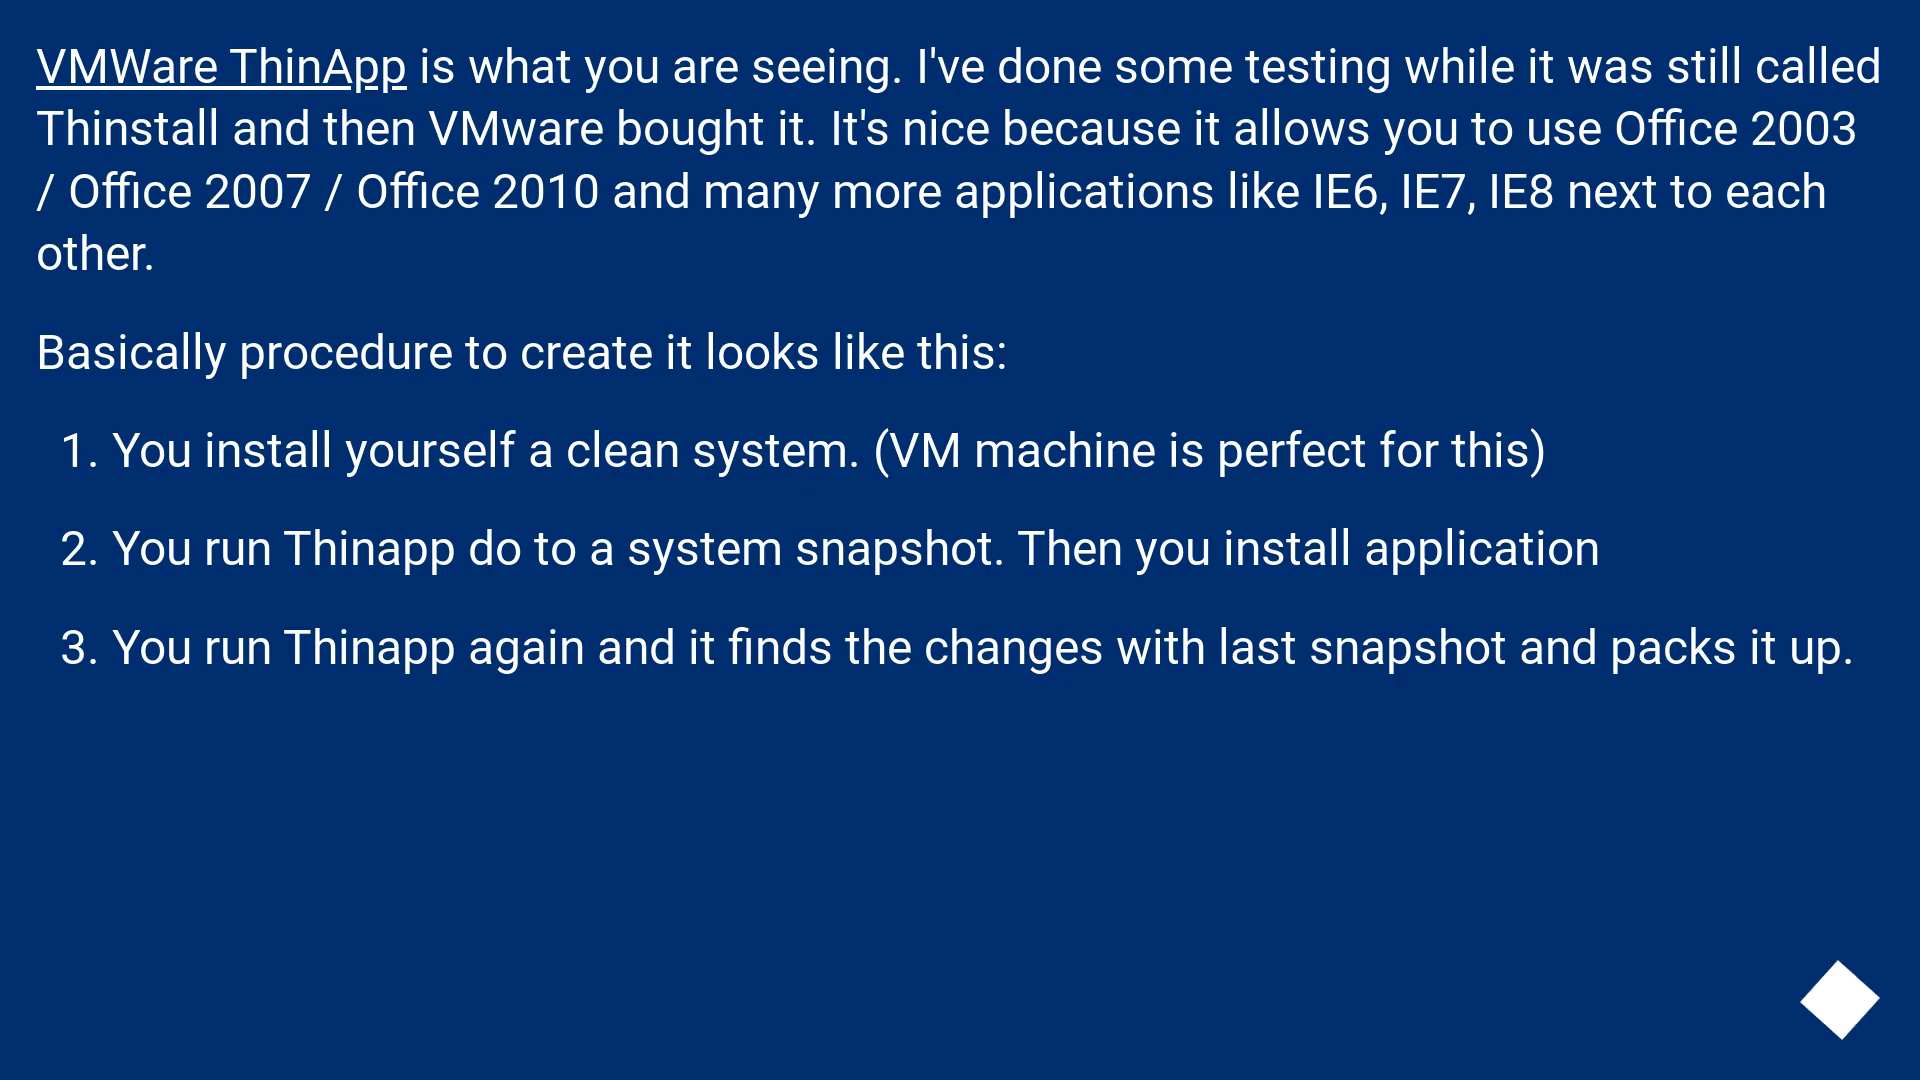 VMWare ThinApp is what you are seeing. I've done some testing while it was still called
Thinstall and then VMware bought it. It's nice because it allows you to use Office 2003
/ Office 2007 / Office 2010 and many more applications like IE6, IE7, IE8 next to each
other.
Basically procedure to create it looks like this:
1. You install yourself a clean system. (VM machine is perfect for this)
2. You run Thinapp do to a system snapshot. Then you install application
3. You run Thinapp again and it finds the changes with last snapshot and packs it up.